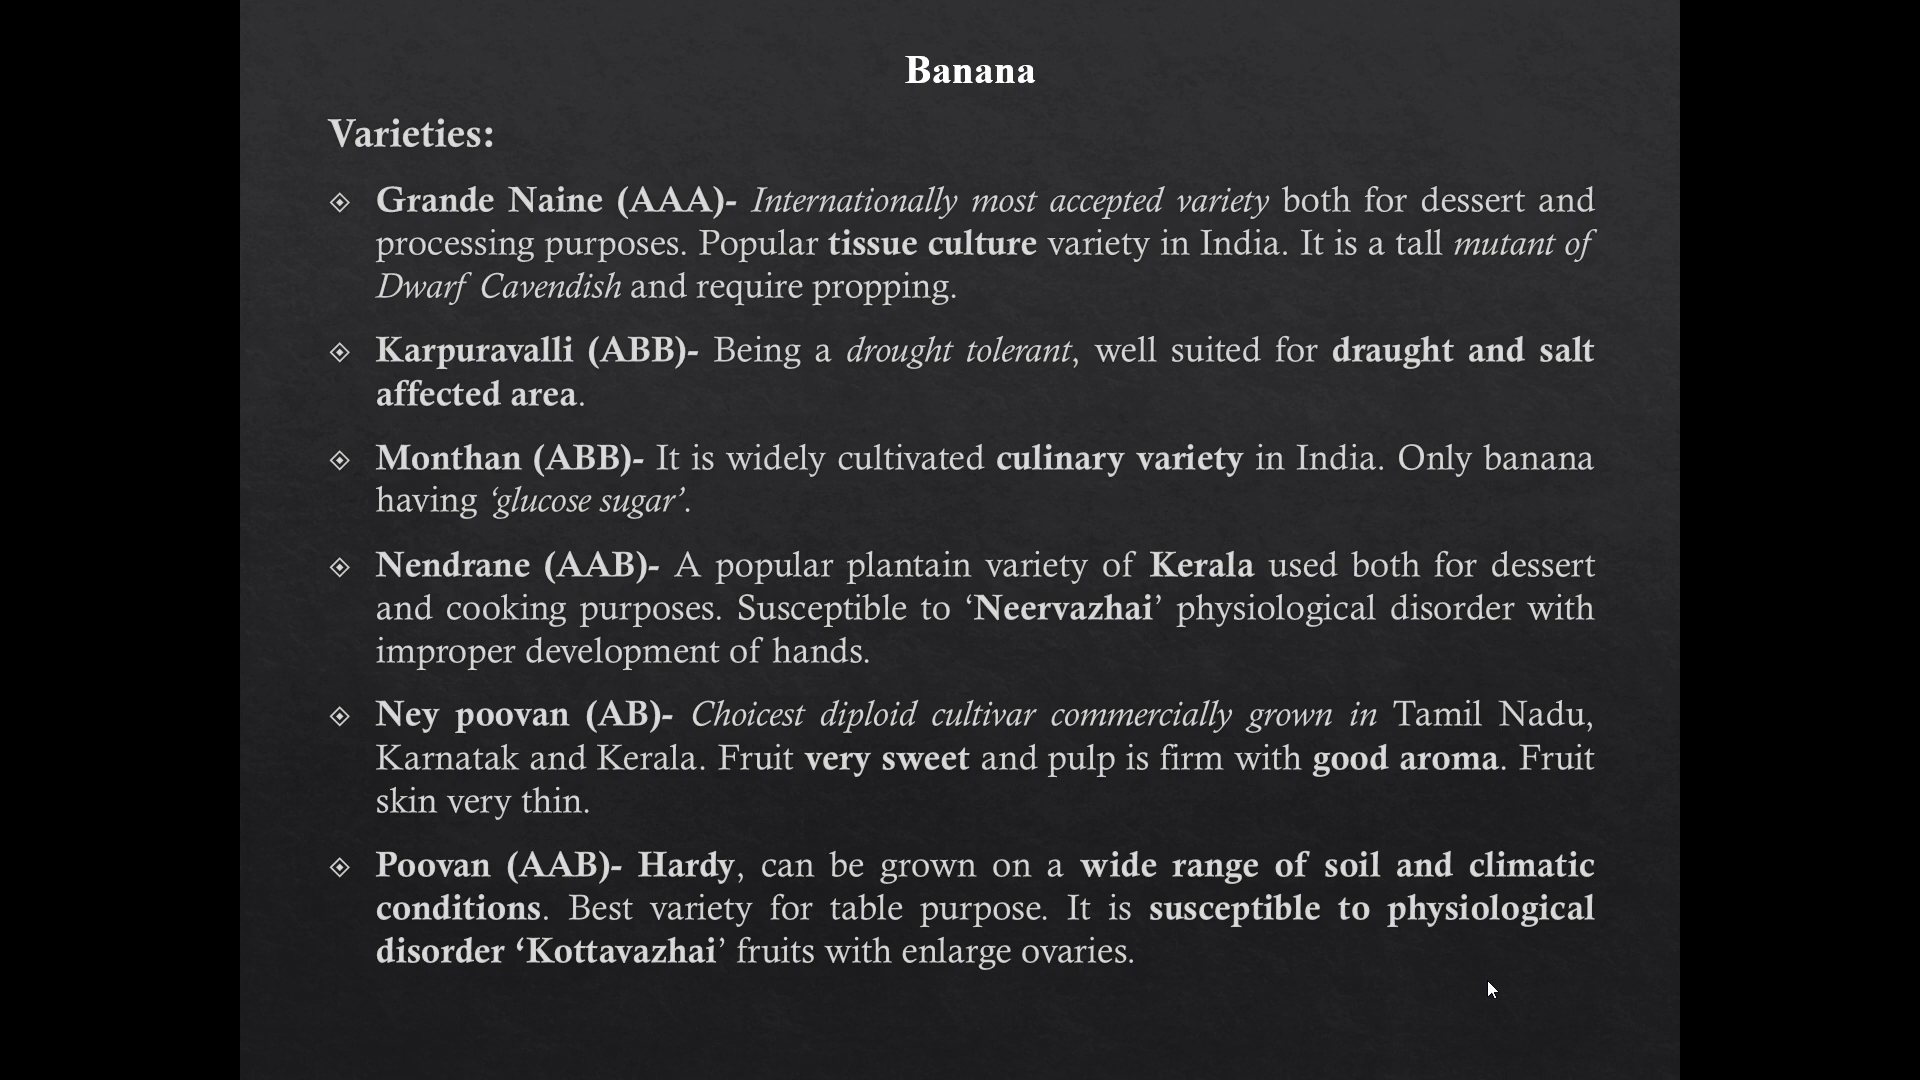 Banana
Varieties:
Grande Naine (AAA)- Internationally most accepted variety both for dessert and
processing purposes. Popular tissue culture variety in India. It is a tall mutant of
Dwarf Cavendish and require propping.
Karpuravalli (ABB)- Being a drought tolerant, well suited for draught and salt
affected area.
Monthan (ABB)- It is widely cultivated culinary variety in India. Only banana
having ‘glucose sugar’.
Nendrane (AAB)- A popular plantain variety of Kerala used both for dessert
and cooking purposes. Susceptible to ‘Neervazhai’ physiological disorder with
improper development of hands.
Ney poovan (AB)- Choicest diploid cultivar commercially grown in Tamil Nadu,
Karnatak and Kerala. Fruit very sweet and pulp is firm with good aroma. Fruit
skin very thin.
Poovan (AAB)- Hardy, can be grown on a wide range of soil and climatic
conditions. Best variety for table purpose. It is susceptible to physiological
disorder ‘Kottavazhai’ fruits with enlarge ovaries.